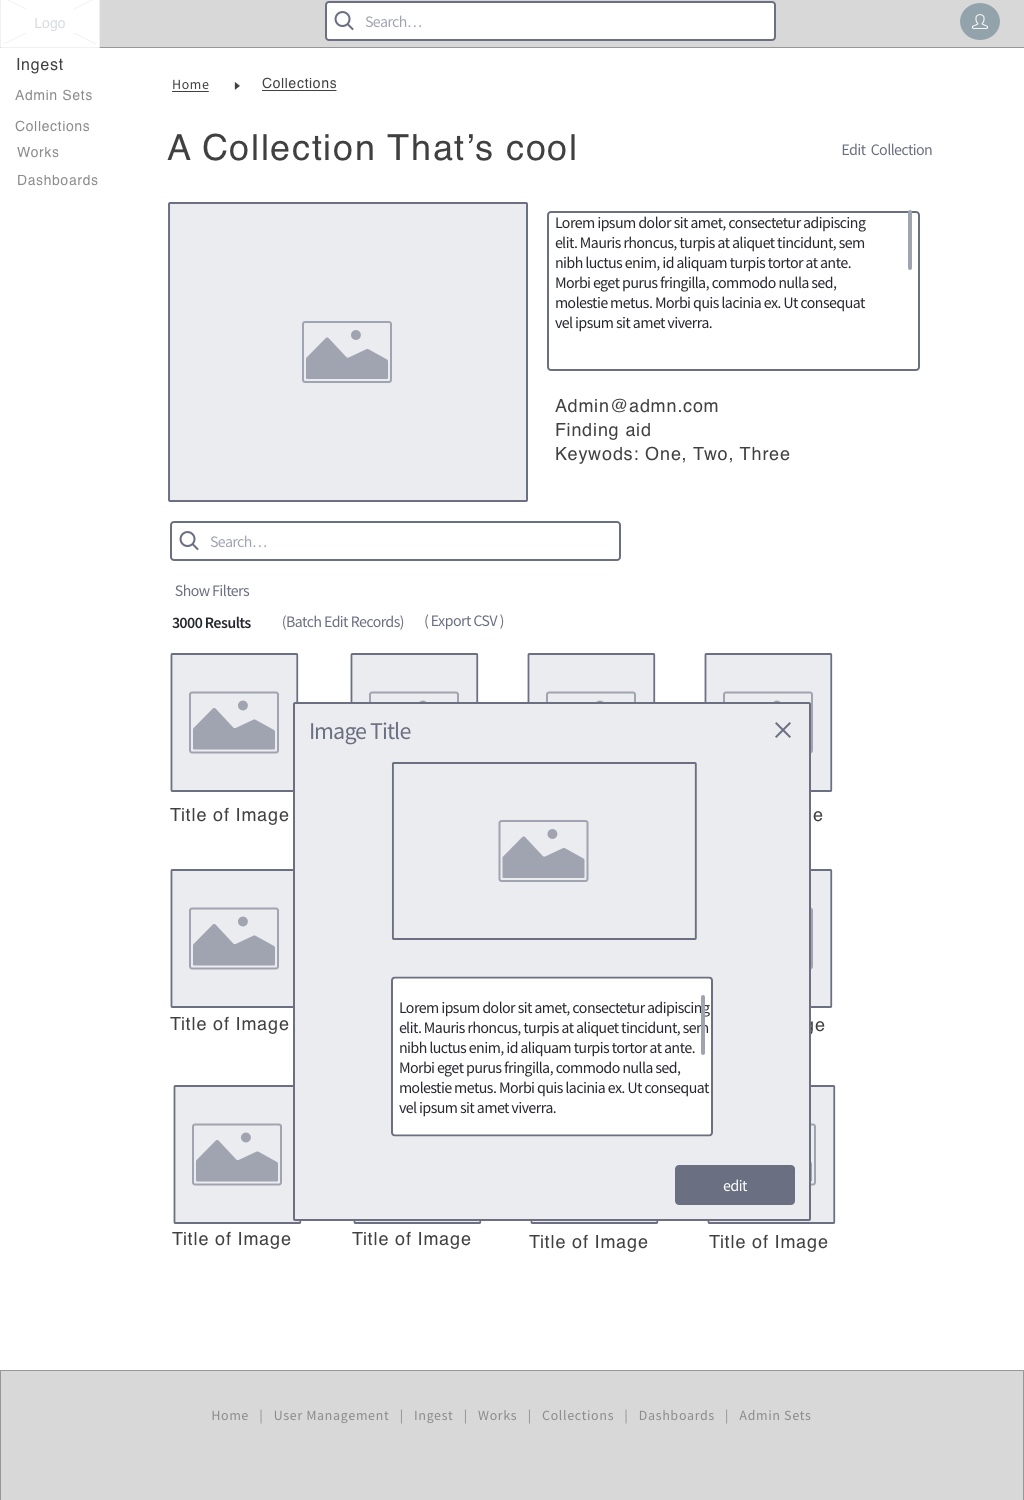 Logo
Search…
Ingest
Admin Sets
Collections
Works
Dashboards
Home
Collections
A Collection That’s cool
Edit Collection
Lorem ipsum dolor sit amet, consectetur adipiscing
elit. Mauris rhoncus, turpis at aliquet tincidunt, sem
nibh luctus enim, id aliquam turpis tortor at ante.
Morbi eget purus fringilla, commodo nulla sed,
molestie metus. Morbi quis lacinia ex. Ut consequat
vel ipsum sit amet viverra.
Admin@admn.com
Finding aid
Keywods: One, Two, Three
Search…
Show Filters
3000 Results (Batch Edit Records) ( Export CSV )
Image Title
Title of Image
Title of Image
Lorem ipsum dolor sit amet, consectetur adipiscing
elit. Mauris rhoncus, turpis at aliquet tincidunt, sem
nibh luctus enim, id aliquam turpis tortor at ante.
Morbi eget purus fringilla, commodo nulla sed,
molestie metus. Morbi quis lacinia ex. Ut consequat
vel ipsum sit amet viverra.
edit
Title of Image Title of Image Title of Image Title of Image
Home | User Management | Ingest | Works | Collections | Dashboards | Admin Sets